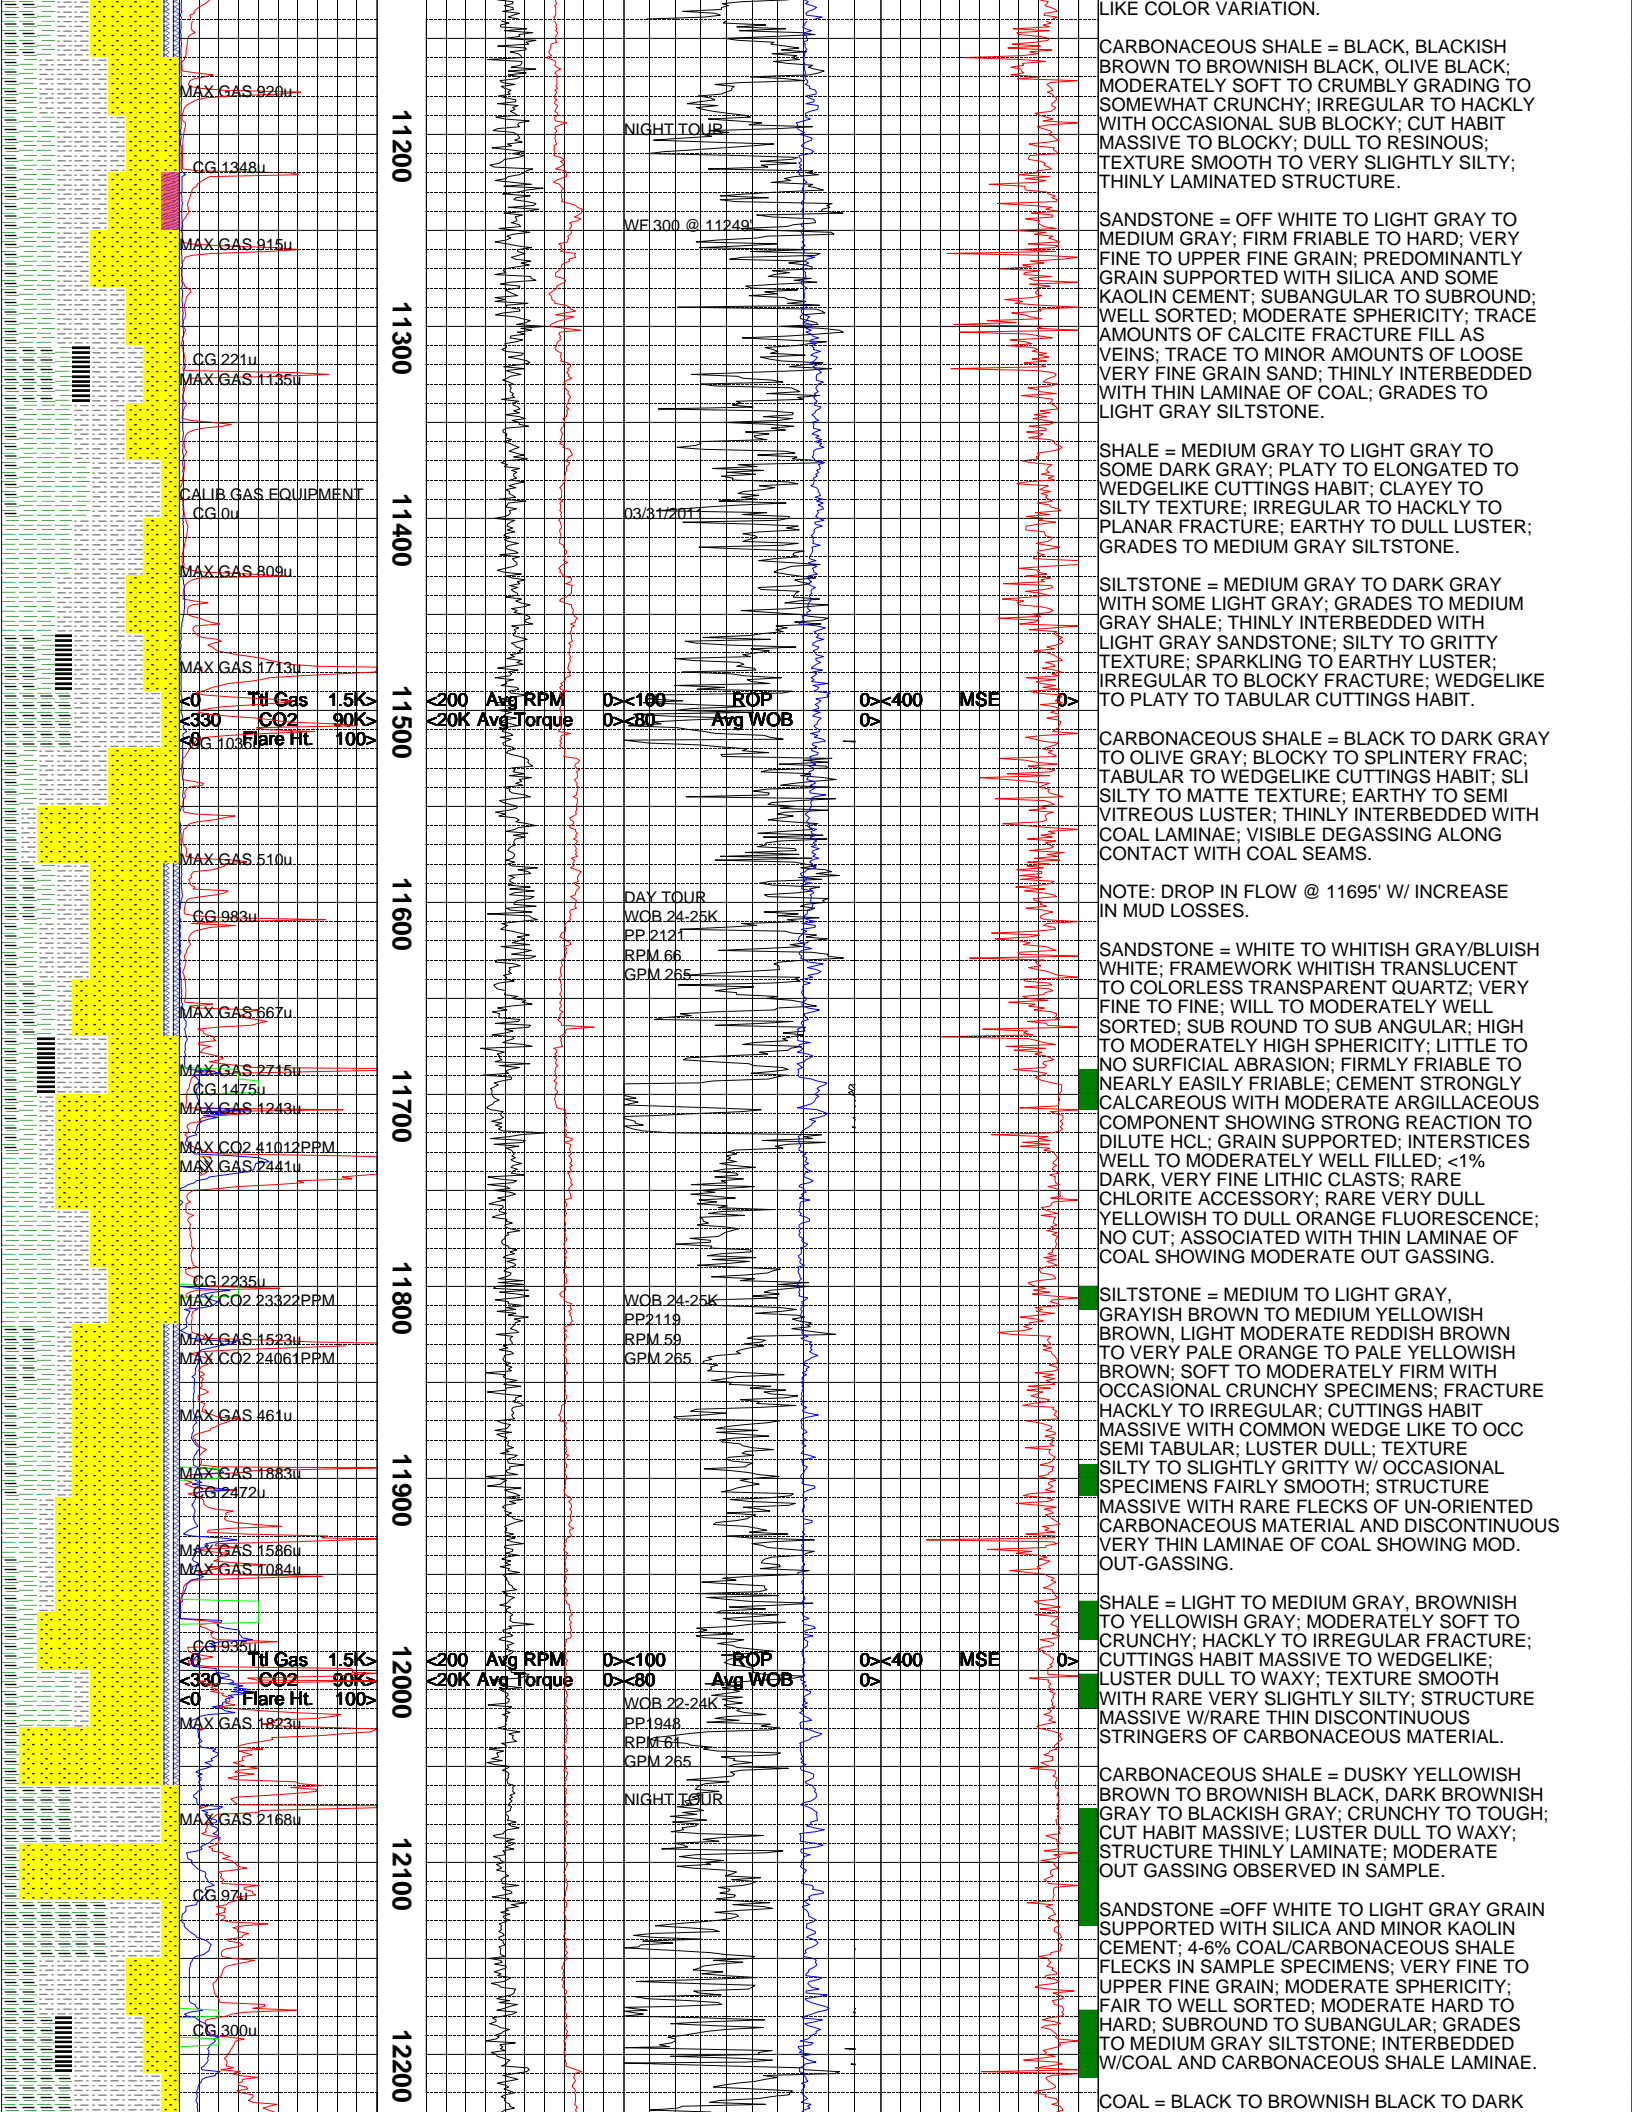 MAX GAS 920u
CG 1348u
MAX GAS 915u
CG 221u
MAX GAS 1135u
CALIB GAS EQUIPMENT
CG 0u
MAX GAS 809u
MAX GAS 1713u
<0 Ttl Gas 1.5K>
<330 CO2 90K>
<0 Flare Ht. 100>
MAX GAS 510u
CG 983u
MAX GAS 667u
MAX GAS 2715u
CG 1475u
MAX GAS 1243u
MAX CO2 41012PPM
MAX GAS 2441u
CG 2235u
MAX CO2 23322PPM
MAX GAS 1523u
MAX CO2 24061PPM
MAX GAS 461u
MAX GAS 1883u
CG 2472u
MAX GAS 1586u
MAX GAS 1084u
CG 935u
<0 Ttl Gas 1.5K>
<330 CO2 90K>
<0 Flare Ht. 100>
MAX GAS 1823u
MAX GAS 2168u
CG 97u
CG 300u
11200
11300
11400
11500
11600
11700
11800
11900
12000
12100
12200
<200 Avg RPM 0>
<20K Avg Torque 0>
<200 Avg RPM 0>
<20K Avg Torque 0>
NIGHT TOUR
WF 300 @ 11249'
03/31/2011
<100 ROP 0>
<80 Avg WOB 0>
DAY TOUR
WOB 24-25K
PP 2121
RPM 66
GPM 265
WOB 24-25K
PP2119
RPM 59
GPM 265
<100 ROP 0>
<80 Avg WOB 0>
WOB 22-24K
PP1948
RPM 61
GPM 265
NIGHT TOUR
<400 MSE 0>
<400 MSE 0>
LIKE COLOR VARIATION.
CARBONACEOUS SHALE = BLACK, BLACKISH
BROWN TO BROWNISH BLACK, OLIVE BLACK;
MODERATELY SOFT TO CRUMBLY GRADING TO
SOMEWHAT CRUNCHY; IRREGULAR TO HACKLY
WITH OCCASIONAL SUB BLOCKY; CUT HABIT
MASSIVE TO BLOCKY; DULL TO RESINOUS;
TEXTURE SMOOTH TO VERY SLIGHTLY SILTY;
THINLY LAMINATED STRUCTURE.
SANDSTONE = OFF WHITE TO LIGHT GRAY TO
MEDIUM GRAY; FIRM FRIABLE TO HARD; VERY
FINE TO UPPER FINE GRAIN; PREDOMINANTLY
GRAIN SUPPORTED WITH SILICA AND SOME
KAOLIN CEMENT; SUBANGULAR TO SUBROUND;
WELL SORTED; MODERATE SPHERICITY; TRACE
AMOUNTS OF CALCITE FRACTURE FILL AS
VEINS; TRACE TO MINOR AMOUNTS OF LOOSE
VERY FINE GRAIN SAND; THINLY INTERBEDDED
WITH THIN LAMINAE OF COAL; GRADES TO
LIGHT GRAY SILTSTONE.
SHALE = MEDIUM GRAY TO LIGHT GRAY TO
SOME DARK GRAY; PLATY TO ELONGATED TO
WEDGELIKE CUTTINGS HABIT; CLAYEY TO
SILTY TEXTURE; IRREGULAR TO HACKLY TO
PLANAR FRACTURE; EARTHY TO DULL LUSTER;
GRADES TO MEDIUM GRAY SILTSTONE.
SILTSTONE = MEDIUM GRAY TO DARK GRAY
WITH SOME LIGHT GRAY; GRADES TO MEDIUM
GRAY SHALE; THINLY INTERBEDDED WITH
LIGHT GRAY SANDSTONE; SILTY TO GRITTY
TEXTURE; SPARKLING TO EARTHY LUSTER;
IRREGULAR TO BLOCKY FRACTURE; WEDGELIKE
TO PLATY TO TABULAR CUTTINGS HABIT.
CARBONACEOUS SHALE = BLACK TO DARK GRAY
TO OLIVE GRAY; BLOCKY TO SPLINTERY FRAC;
TABULAR TO WEDGELIKE CUTTINGS HABIT; SLI
SILTY TO MATTE TEXTURE; EARTHY TO SEMI
VITREOUS LUSTER; THINLY INTERBEDDED WITH
COAL LAMINAE; VISIBLE DEGASSING ALONG
CONTACT WITH COAL SEAMS.
NOTE: DROP IN FLOW @ 11695' W/ INCREASE
IN MUD LOSSES.
SANDSTONE = WHITE TO WHITISH GRAY/BLUISH
WHITE; FRAMEWORK WHITISH TRANSLUCENT
TO COLORLESS TRANSPARENT QUARTZ; VERY
FINE TO FINE; WILL TO MODERATELY WELL
SORTED; SUB ROUND TO SUB ANGULAR; HIGH
TO MODERATELY HIGH SPHERICITY; LITTLE TO
NO SURFICIAL ABRASION; FIRMLY FRIABLE TO
NEARLY EASILY FRIABLE; CEMENT STRONGLY
CALCAREOUS WITH MODERATE ARGILLACEOUS
COMPONENT SHOWING STRONG REACTION TO
DILUTE HCL; GRAIN SUPPORTED; INTERSTICES
WELL TO MODERATELY WELL FILLED; <1%
DARK, VERY FINE LITHIC CLASTS; RARE
CHLORITE ACCESSORY; RARE VERY DULL
YELLOWISH TO DULL ORANGE FLUORESCENCE;
NO CUT; ASSOCIATED WITH THIN LAMINAE OF
COAL SHOWING MODERATE OUT GASSING.
SILTSTONE = MEDIUM TO LIGHT GRAY,
GRAYISH BROWN TO MEDIUM YELLOWISH
BROWN, LIGHT MODERATE REDDISH BROWN
TO VERY PALE ORANGE TO PALE YELLOWISH
BROWN; SOFT TO MODERATELY FIRM WITH
OCCASIONAL CRUNCHY SPECIMENS; FRACTURE
HACKLY TO IRREGULAR; CUTTINGS HABIT
MASSIVE WITH COMMON WEDGE LIKE TO OCC
SEMI TABULAR; LUSTER DULL; TEXTURE
SILTY TO SLIGHTLY GRITTY W/ OCCASIONAL
SPECIMENS FAIRLY SMOOTH; STRUCTURE
MASSIVE WITH RARE FLECKS OF UN-ORIENTED
CARBONACEOUS MATERIAL AND DISCONTINUOUS
VERY THIN LAMINAE OF COAL SHOWING MOD.
OUT-GASSING.
SHALE = LIGHT TO MEDIUM GRAY, BROWNISH
TO YELLOWISH GRAY; MODERATELY SOFT TO
CRUNCHY; HACKLY TO IRREGULAR FRACTURE;
CUTTINGS HABIT MASSIVE TO WEDGELIKE;
LUSTER DULL TO WAXY; TEXTURE SMOOTH
WITH RARE VERY SLIGHTLY SILTY; STRUCTURE
MASSIVE W/RARE THIN DISCONTINUOUS
STRINGERS OF CARBONACEOUS MATERIAL.
CARBONACEOUS SHALE = DUSKY YELLOWISH
BROWN TO BROWNISH BLACK, DARK BROWNISH
GRAY TO BLACKISH GRAY; CRUNCHY TO TOUGH;
CUT HABIT MASSIVE; LUSTER DULL TO WAXY;
STRUCTURE THINLY LAMINATE; MODERATE
OUT GASSING OBSERVED IN SAMPLE.
SANDSTONE =OFF WHITE TO LIGHT GRAY GRAIN
SUPPORTED WITH SILICA AND MINOR KAOLIN
CEMENT; 4-6% COAL/CARBONACEOUS SHALE
FLECKS IN SAMPLE SPECIMENS; VERY FINE TO
UPPER FINE GRAIN; MODERATE SPHERICITY;
FAIR TO WELL SORTED; MODERATE HARD TO
HARD; SUBROUND TO SUBANGULAR; GRADES
TO MEDIUM GRAY SILTSTONE; INTERBEDDED
W/COAL AND CARBONACEOUS SHALE LAMINAE.
COAL = BLACK TO BROWNISH BLACK TO DARK